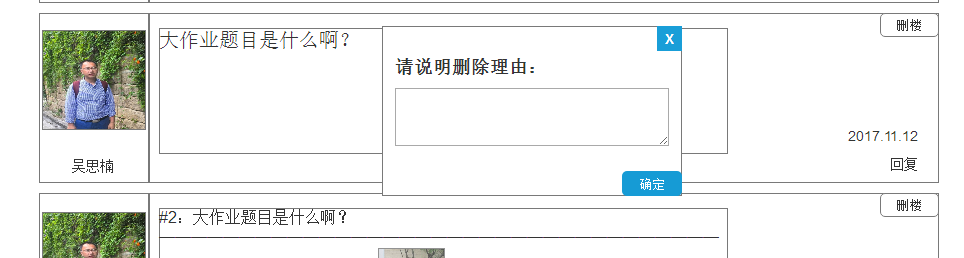 删楼
大作业题目是什么啊?
X
请说明删除理由：
2017.11.12
吴思楠
回复
确定
删楼
#2：大作业题目是什么啊？